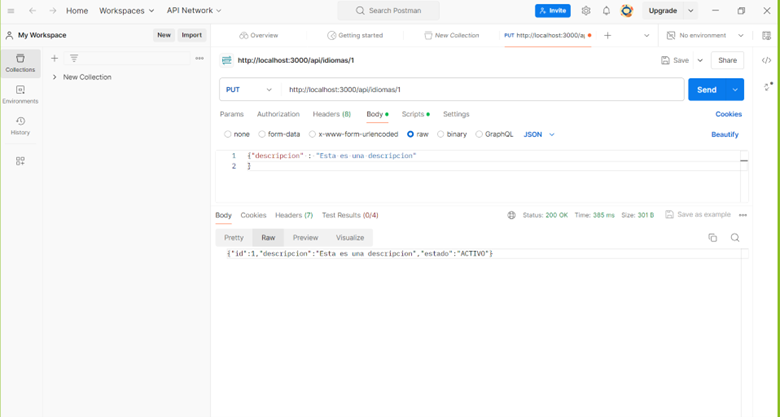 Home Workspaces API Network Search Postman Invite Upgrade
My Workspace New Import Overview Getting started New Collection PUT http://localhost:3000/a No environment
Collections
Environments
History
New Collection
http://localhost:3000/api/idiomas/1 Save Share
PUT http://localhost:3000/api/idiomas/1 Send
Params Authorization Headers (8) Body Scripts Settings Cookies
none form-data x-www-form-urlencoded raw binary GraphQL JSON Beautify
1 {"descripcion" : "Esta es una descripcion"
2 }
Body Cookies Headers (7) Test Results (0/4) Status: 200 OK Time: 385 ms Size: 301 B Save as example
Pretty Raw Preview Visualize
{"id":1,"descripcion":"Esta es una descripcion","estado":"ACTIVO"}